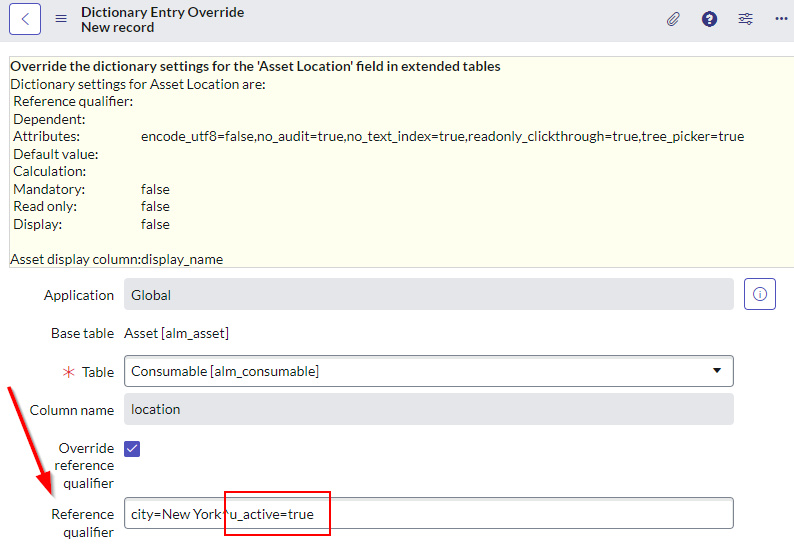 Dictionary Entry Override
New record
Override the dictionary settings for the 'Asset Location' field in extended tables
Dictionary settings for Asset Location are:
Reference qualifier:
Dependent:
Attributes: encode_utf8=false,no_audit=true,no_text_index=true,readonly_clickthrough=true,tree_picker=true
Default value:
Calculation:
Mandatory: false
Read only: false
Display: false
Asset display column:display_name
Application Global
Base table Asset [alm_asset]
Table Consumable [alm_consumable]
Column name location
Override
reference
qualifier
Reference city=New York^u_active=true
qualifier